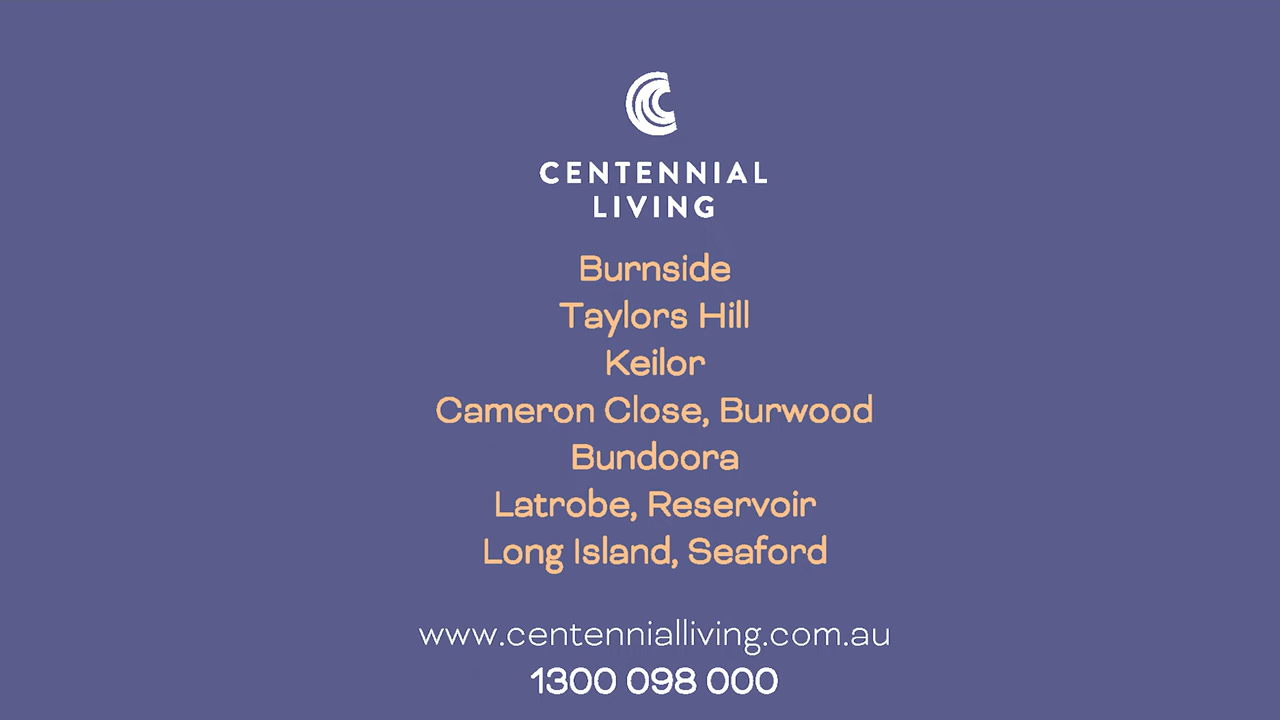 CENTENNIAL
LIVING
Burnside
Taylors Hill
Keilor
Cameron Close, Burwood
Bundoora
Latrobe, Reservoir
Long Island, Seaford
www.centennialliving.com.au
1300 098 000